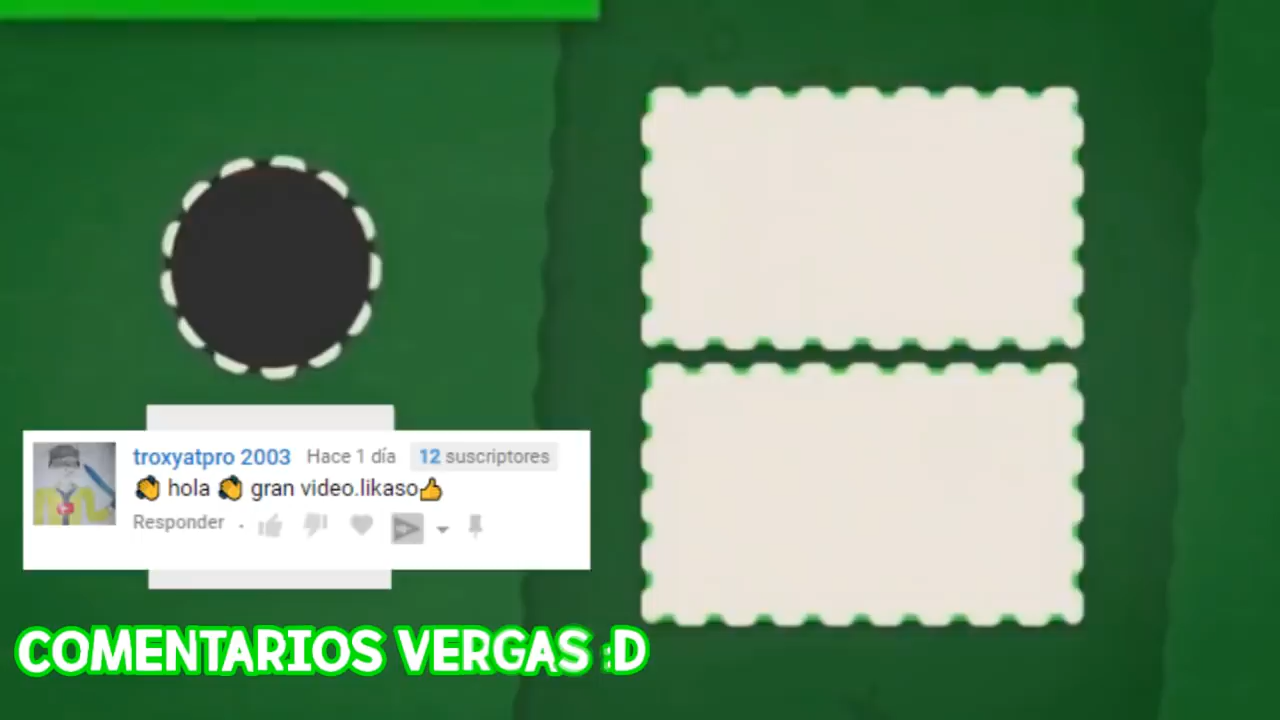 troxyatpro 2003 Hace 1 día 12 suscriptores
👏 hola 👏 gran video.likaso👍
Responder
COMENTARIOS VERGAS :D